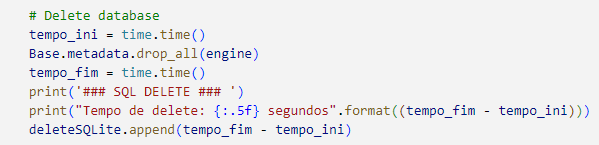 # Delete database
tempo_ini = time.time()
Base.metadata.drop_all(engine)
tempo_fim = time.time()
print('### SQL DELETE ### ')
print("Tempo de delete: {:.5f} segundos".format((tempo_fim - tempo_ini)))
deleteSQLite.append(tempo_fim - tempo_ini)